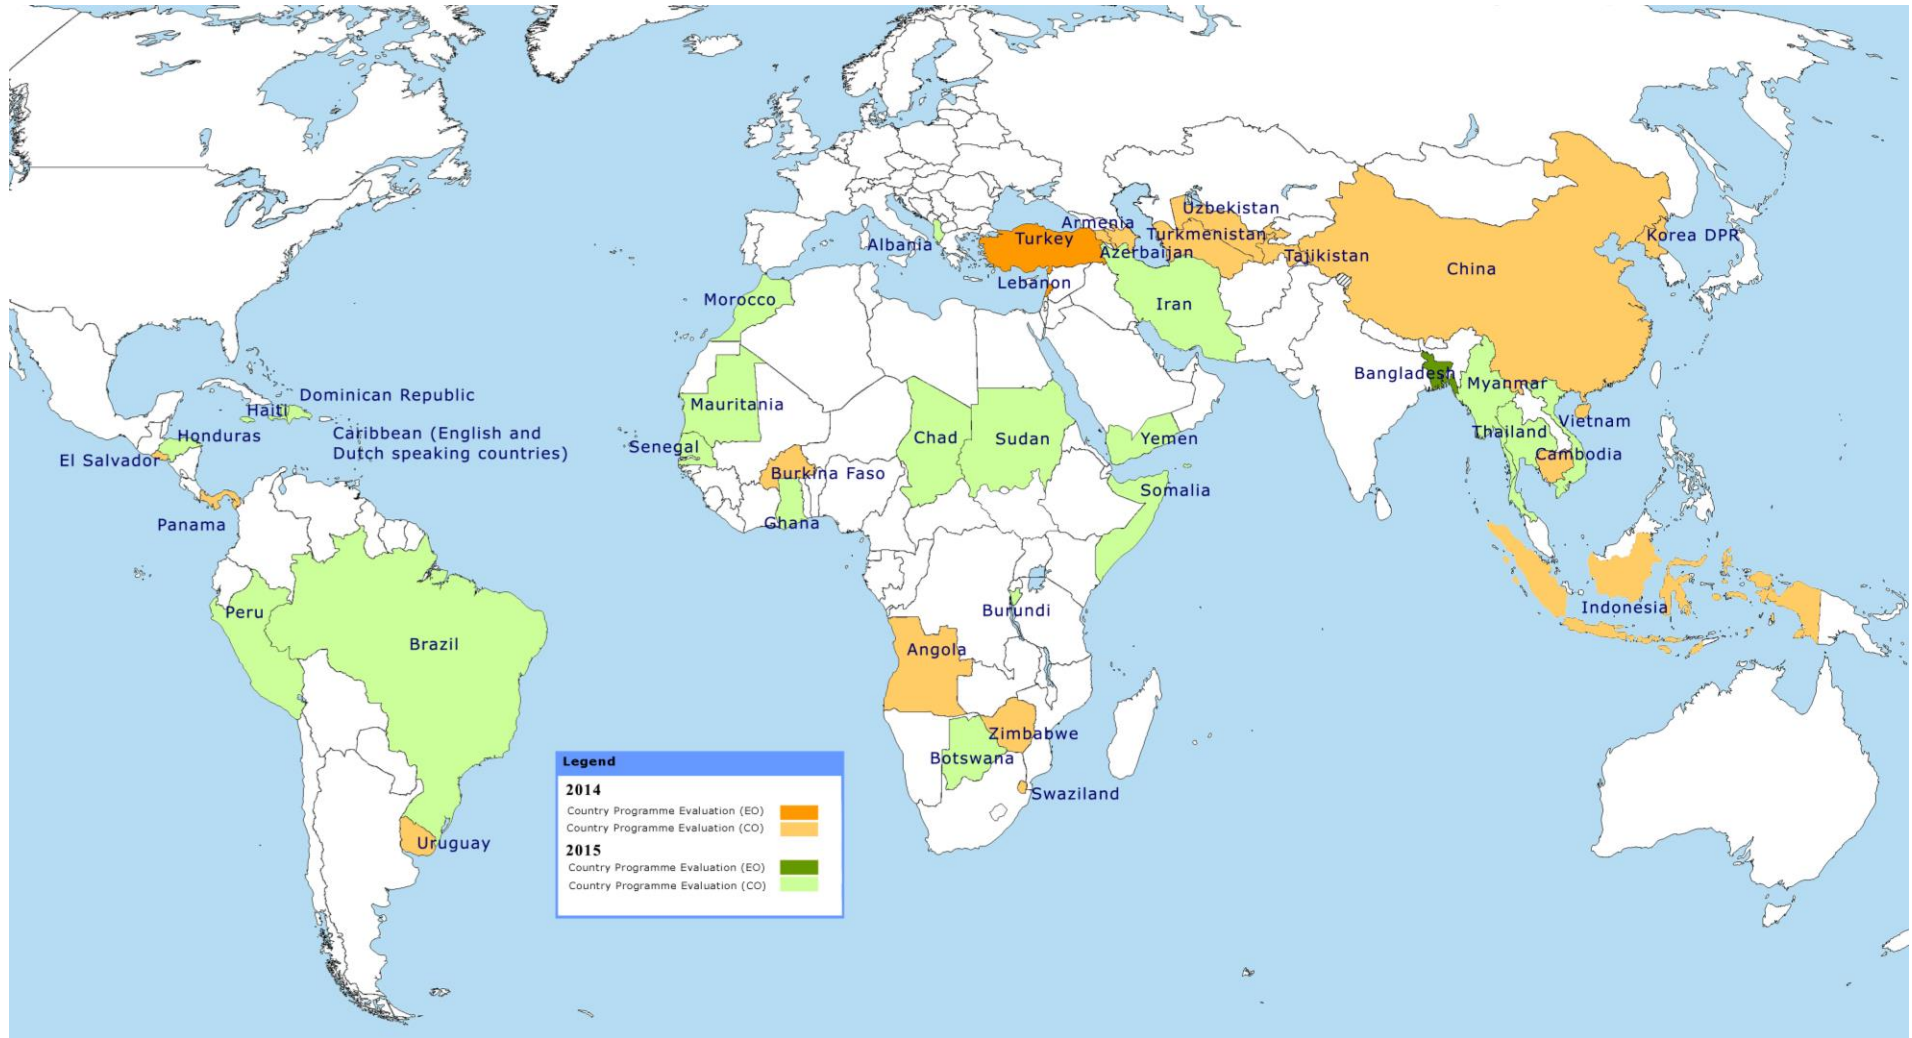 Uzbekistan
Armenia
Turkey
Turkmenistan
Korea DPR
Albania
Azerbaijan
Tajikistan
China
Lebanon
Morocco
Iran
Bangladesh
Myanmar
Dominican Republic
Haiti
Mauritania
Vietnam
Honduras
Caribbean (English and
Dutch speaking countries)
Senegal
Chad
Sudan
Yemen
Thailand
El Salvador
Burkina Faso
Cambodia
Somalia
Panama
Ghana
Peru
Burundi
Indonesia
Brazil
Angola
Zimbabwe
Botswana
Swaziland
Uruguay
Legend
2014
Country Programme Evaluation (EO)
Country Programme Evaluation (CO)
2015
Country Programme Evaluation (EO)
Country Programme Evaluation (CO)